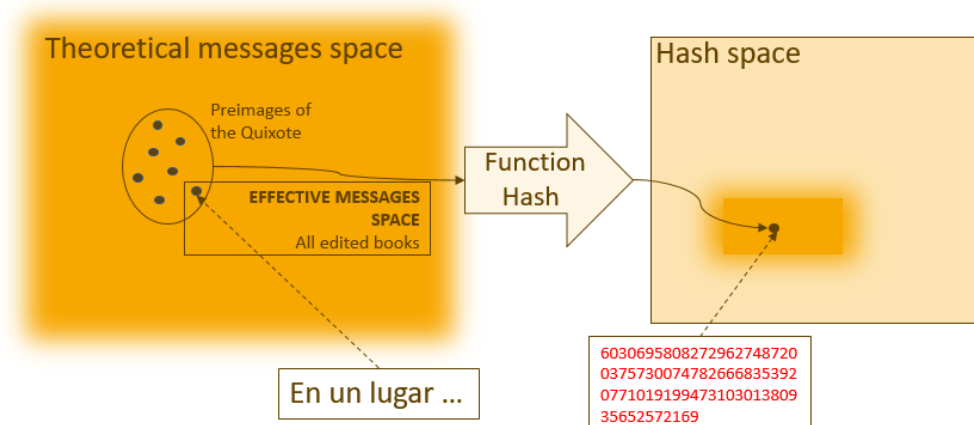 Theoretical messages space
Preimages of
the Quixote
EFFECTIVE MESSAGES
SPACE
All edited books
Function
Hash
Hash space
En un lugar ...
6030695808272962748720
0375730074782666835392
0771019199473103013809
35652572169